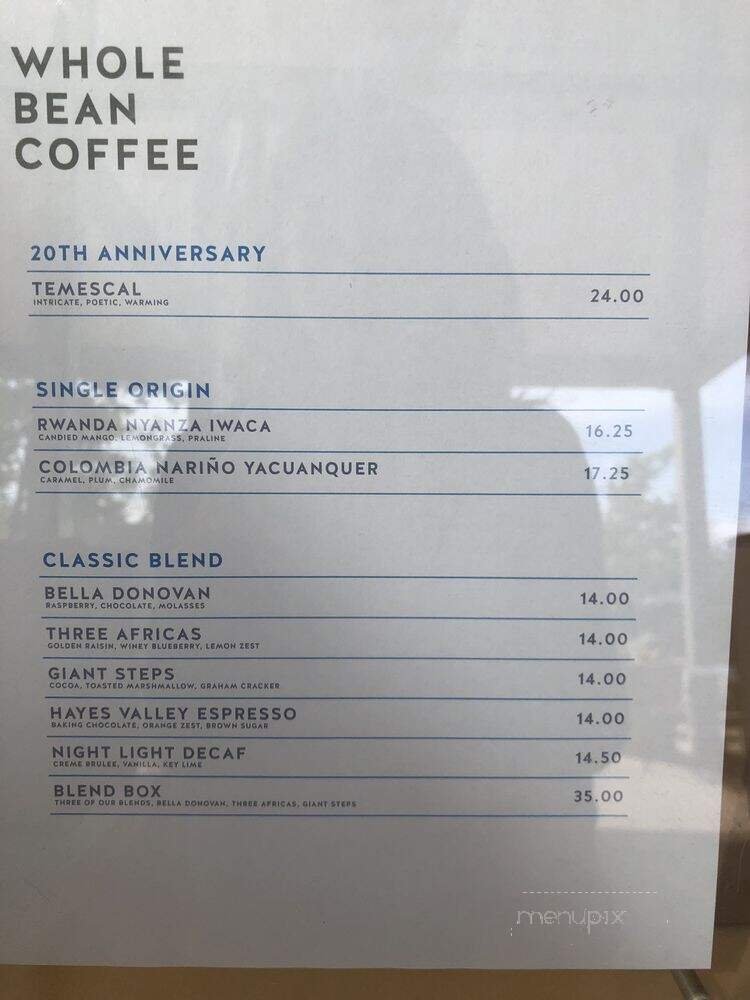 WHOLE
BEAN
COFFEE
20TH ANNIVERSARY
TEMESCAL 24.00
INTRICATE, POETIC, WARMING
SINGLE ORIGIN
RWANDA NYANZA IWACA 16.25
CANDIED MANGO, LEMONGRASS, PRALINE
COLOMBIA NARIÑO YACUANQUER 17.25
CARAMEL, PLUM, CHAMOMILE
CLASSIC BLEND
BELLA DONOVAN 14.00
RASPBERRY, CHOCOLATE, MOLASSES
THREE AFRICAS 14.00
GOLDEN RAISIN, WINEY BLUEBERRY, LEMON ZEST
GIANT STEPS 14.00
COCOA, TOASTED MARSHMALLOW, GRAHAM CRACKER
HAYES VALLEY ESPRESSO 14.00
BAKING CHOCOLATE, ORANGE ZEST, BROWN SUGAR
NIGHT LIGHT DECAF 14.50
CREME BRULEE, VANILLA, KEY LIME
BLEND BOX 35.00
THREE OF OUR BLENDS, BELLA DONOVAN, THREE AFRICAS, GIANT STEPS
menupix